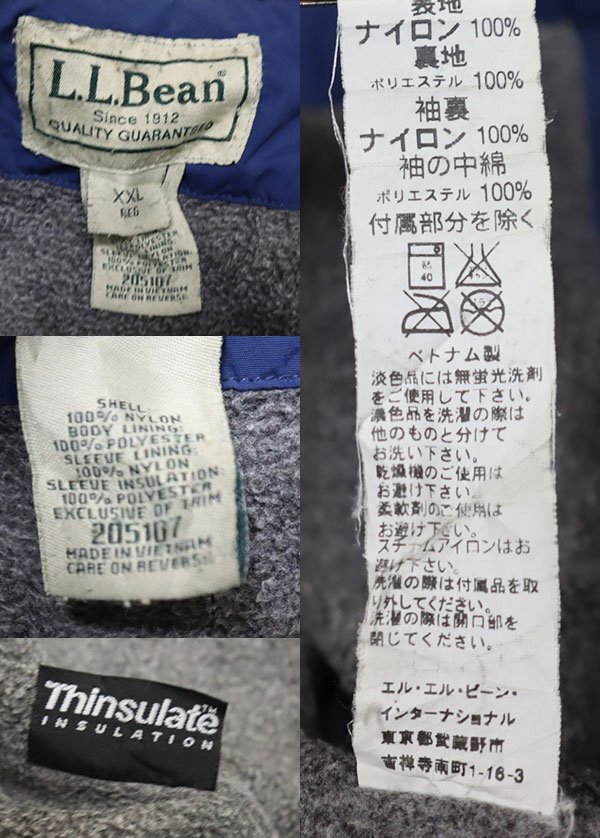 L.L.Bean®
Since 1912
QUALITY GUARANTEED
XXL
REG
100% POLYESTER
SLEEVE LINING:
100% NYLON
EXCLUSIVE OF TRIM
205107
MADE IN VIETNAM
CARE ON REVERSE
SHELL:
100% NYLON
BODY LINING:
100% POLYESTER
SLEEVE LINING:
100% NYLON
SLEEVE INSULATION:
100% POLYESTER
EXCLUSIVE OF TRIM
205107
MADE IN VIETNAM
CARE ON REVERSE
Thinsulate™
INSULATION
表地
ナイロン 100%
裏地
ポリエステル 100%
袖裏
ナイロン 100%
袖の中綿
ポリエステル 100%
付属部分を除く
40
ベトナム製
淡色品には無蛍光洗剤
をご使用して下さい。
濃色品を洗濯の際は
他のものと分けて
お洗い下さい。
乾燥機のご使用は
お避け下さい。
柔軟剤のご使用は
お避け下さい。
スチームアイロンはお
避け下さい。
洗濯の際は付属品を取
り外してください。
洗濯の際は開口部を
閉じてください。
エル・エル・ビーン・
インターナショナル
東京都武蔵野市
吉祥寺南町1-16-3